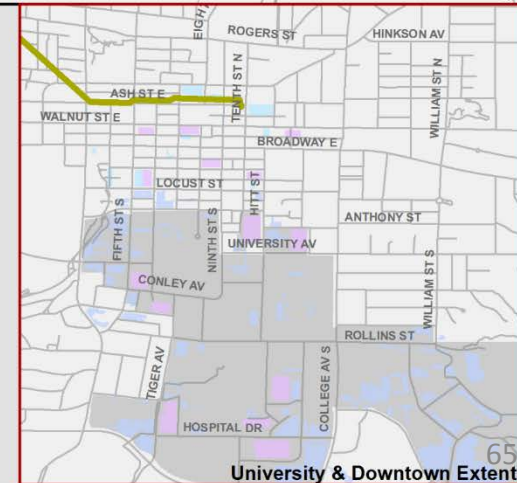 EIGH
ROGERS ST
HINKSON AV
ASH ST E
TENTH ST N
WILLIAM ST N
WALNUT ST E
BROADWAY E
LOCUST ST
HITT ST
ANTHONY ST
FIFTH ST S
NINTH ST S
UNIVERSITY AV
CONLEY AV
WILLIAM ST S
ROLLINS ST
TIGER AV
COLLEGE AV S
HOSPITAL DR
65
University & Downtown Extent